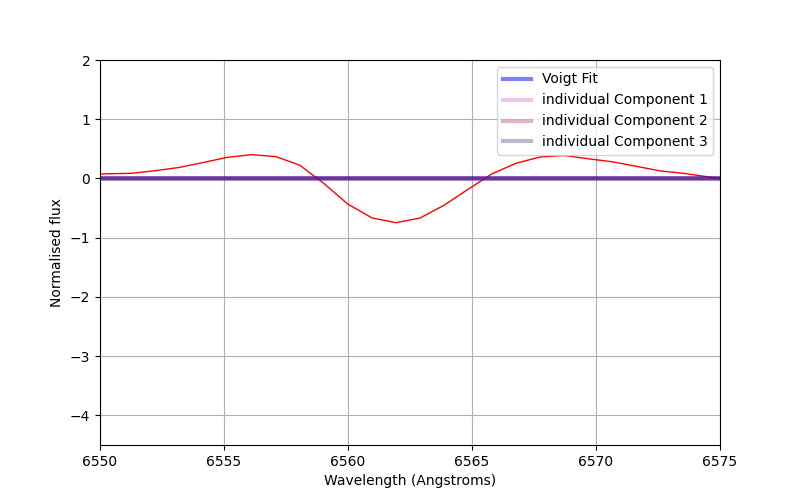 2
1
0
−1
−2
−3
−4
6550 6555 6560 6565 6570 6575
Normalised flux
Wavelength (Angstroms)
Voigt Fit
individual Component 1
individual Component 2
individual Component 3